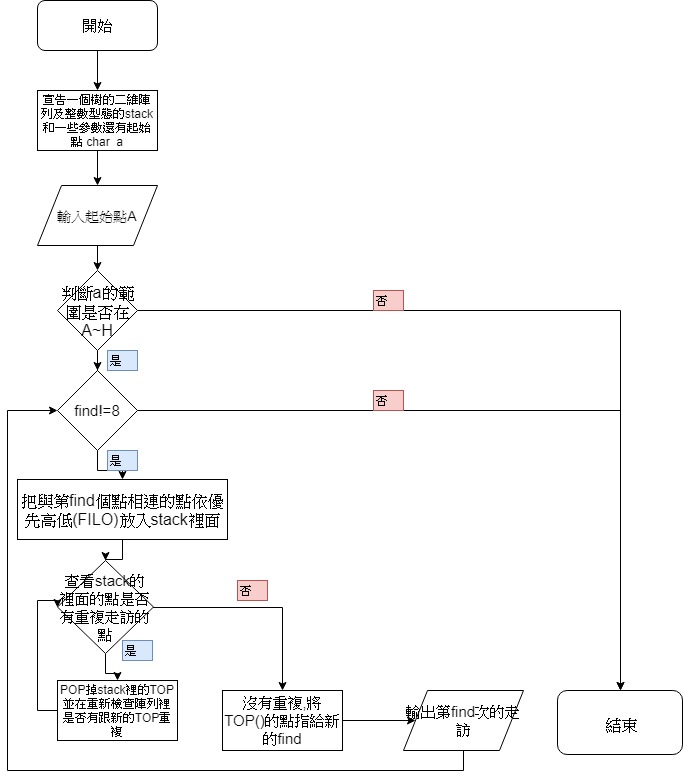 開始
宣告一個樹的二維陣
列及整數型態的stack
和一些參數還有起始
點 char a
輸入起始點A
判斷a的範
圍是否在
A~H
否
是
find!=8
否
是
把與第find個點相連的點依優
先高低(FILO)放入stack裡面
查看stack的
裡面的點是否
有重複走訪的
點
否
是
POP掉stack裡的TOP
並在重新檢查陣列裡
是否有跟新的TOP重
複
沒有重複,將
TOP()的點指給新
的find
輸出第find次的走
訪
結束